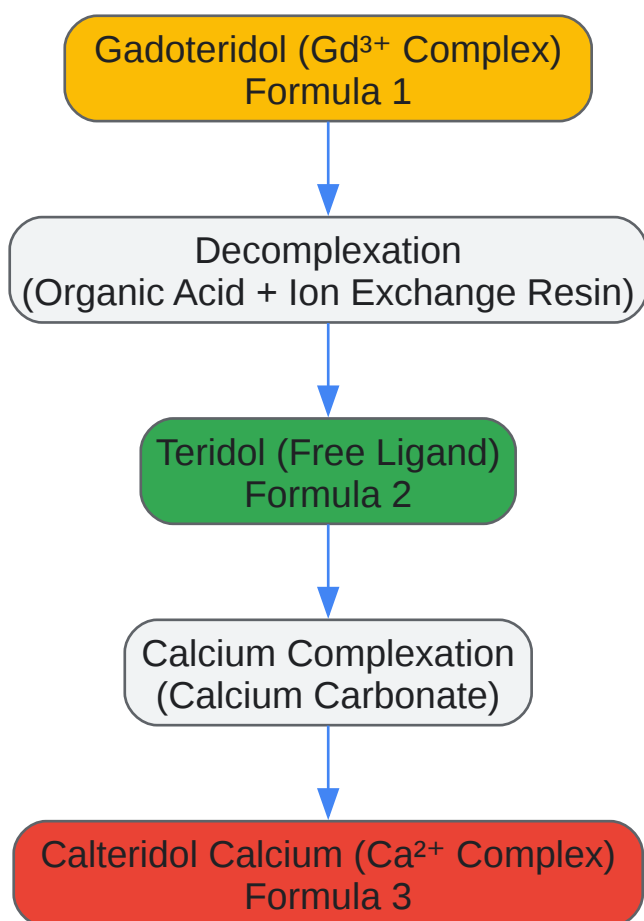 Gadoteridol (Gd³⁺ Complex)
Formula 1
Decomplexation
(Organic Acid + Ion Exchange Resin)
Teridol (Free Ligand)
Formula 2
Calcium Complexation
(Calcium Carbonate)
Calteridol Calcium (Ca²⁺ Complex)
Formula 3